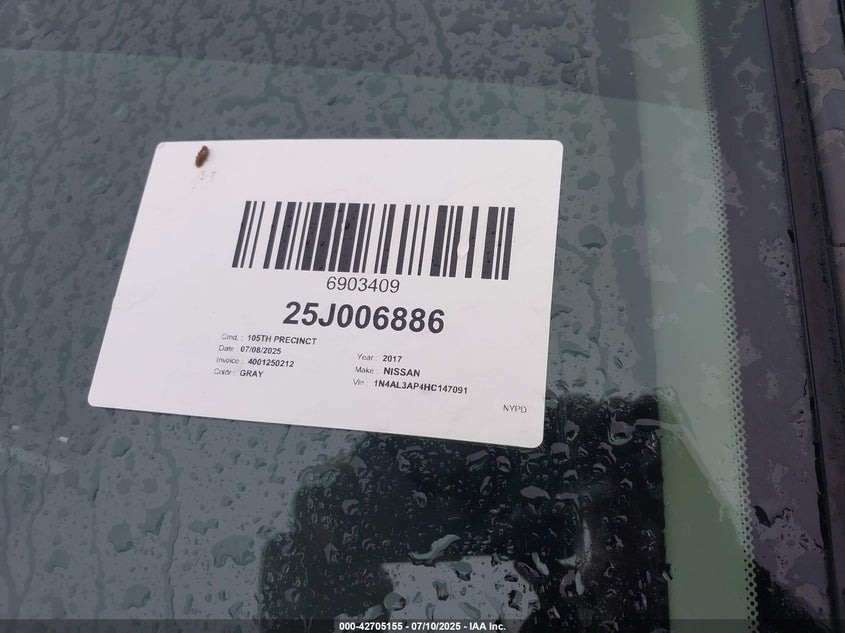 6903409
25J006886
Cmd. : 105TH PRECINCT
Date : 07/08/2025
Invoice : 4001250212
Color : GRAY
Year : 2017
Make : NISSAN
Vin : 1N4AL3AP4HC147091
NYPD
000-42705155 - 07/10/2025 - IAA Inc.